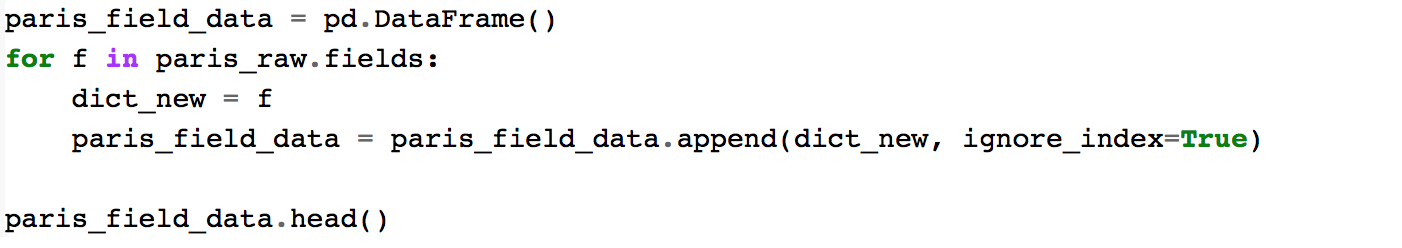 paris_field_data = pd.DataFrame()
for f in paris_raw.fields:
    dict_new = f
    paris_field_data = paris_field_data.append(dict_new, ignore_index=True)

paris_field_data.head()